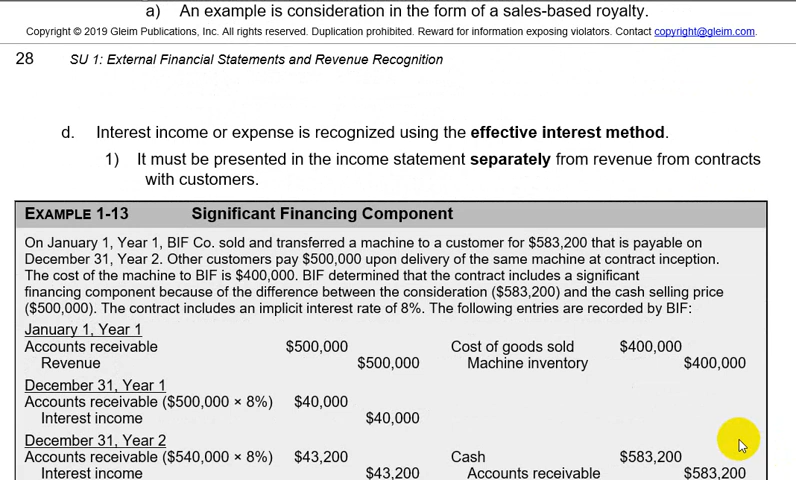 a) An example is consideration in the form of a sales-based royalty.
Copyright © 2019 Gleim Publications, Inc. All rights reserved. Duplication prohibited. Reward for information exposing violators. Contact copyright@gleim.com.
28 SU 1: External Financial Statements and Revenue Recognition
d. Interest income or expense is recognized using the effective interest method.
1) It must be presented in the income statement separately from revenue from contracts
with customers.
EXAMPLE 1-13 Significant Financing Component
On January 1, Year 1, BIF Co. sold and transferred a machine to a customer for $583,200 that is payable on
December 31, Year 2. Other customers pay $500,000 upon delivery of the same machine at contract inception.
The cost of the machine to BIF is $400,000. BIF determined that the contract includes a significant
financing component because of the difference between the consideration ($583,200) and the cash selling price
($500,000). The contract includes an implicit interest rate of 8%. The following entries are recorded by BIF:
January 1, Year 1
Accounts receivable $500,000 Cost of goods sold $400,000
Revenue $500,000 Machine inventory $400,000
December 31, Year 1
Accounts receivable ($500,000 × 8%) $40,000
Interest income $40,000
December 31, Year 2
Accounts receivable ($540,000 × 8%) $43,200 Cash $583,200
Interest income $43,200 Accounts receivable $583,200